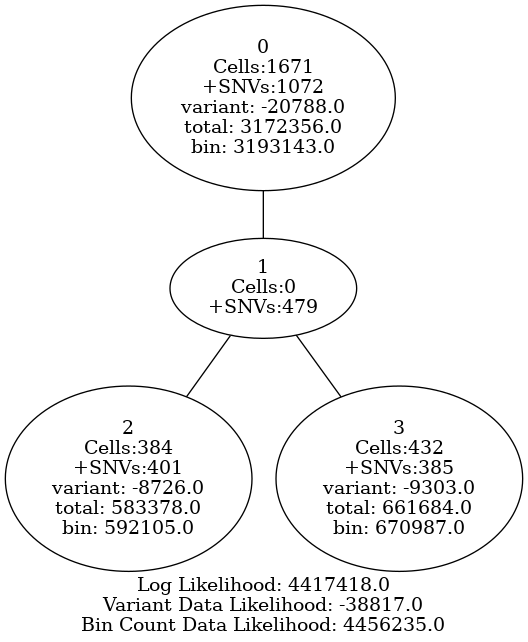 0
Cells:1671
+SNVs:1072
variant: -20788.0
total: 3172356.0
bin: 3193143.0
1
Cells:0
+SNVs:479
2
Cells:384
+SNVs:401
variant: -8726.0
total: 583378.0
bin: 592105.0
3
Cells:432
+SNVs:385
variant: -9303.0
total: 661684.0
bin: 670987.0
Log Likelihood: 4417418.0
Variant Data Likelihood: -38817.0
Bin Count Data Likelihood: 4456235.0